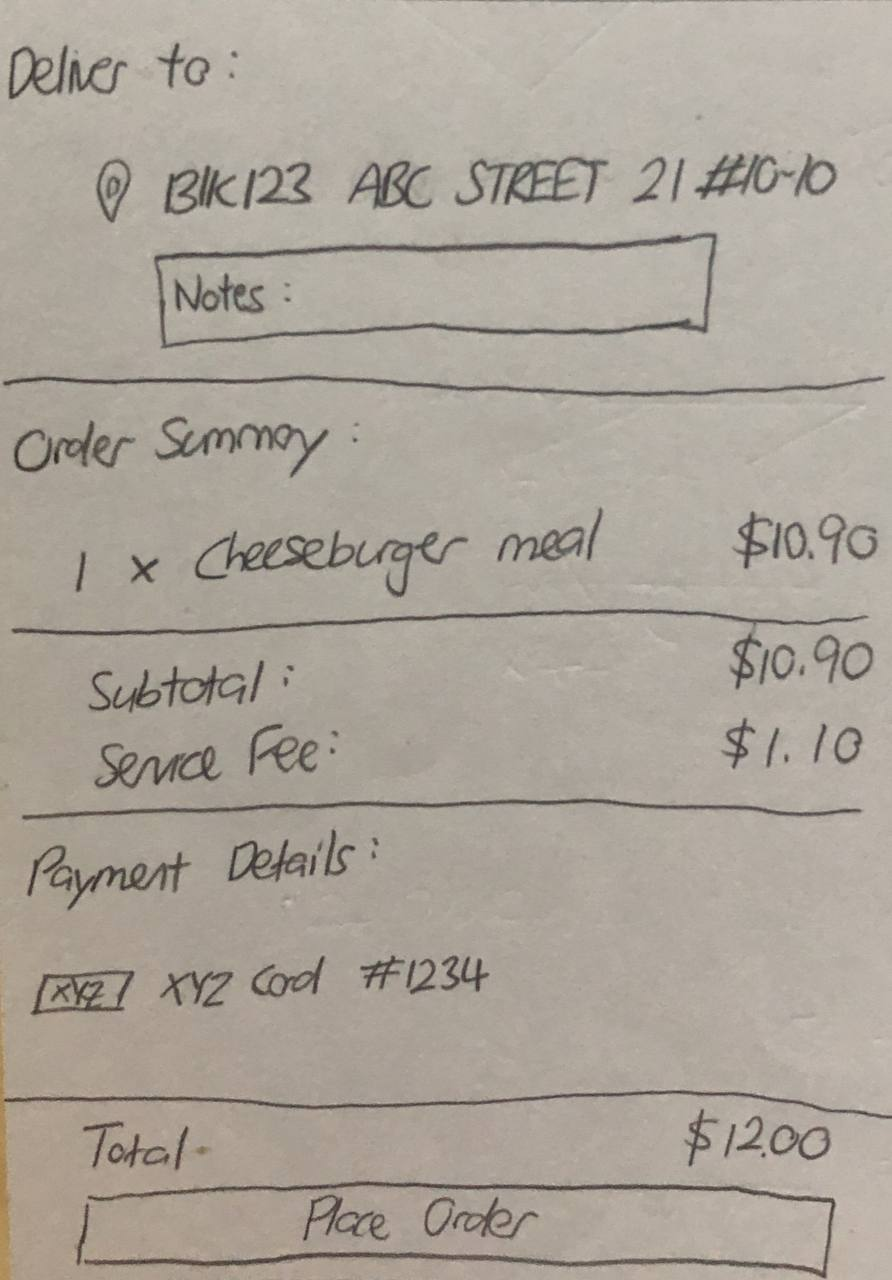 Deliver to :
Blk123 ABC STREET 21 #10-10
Notes :
Order Summary :
1 x Cheeseburger meal $10.90
Subtotal : $10.90
Service Fee: $1.10
Payment Details :
XYZ XYZ Card #1234
Total $12.00
Place Order